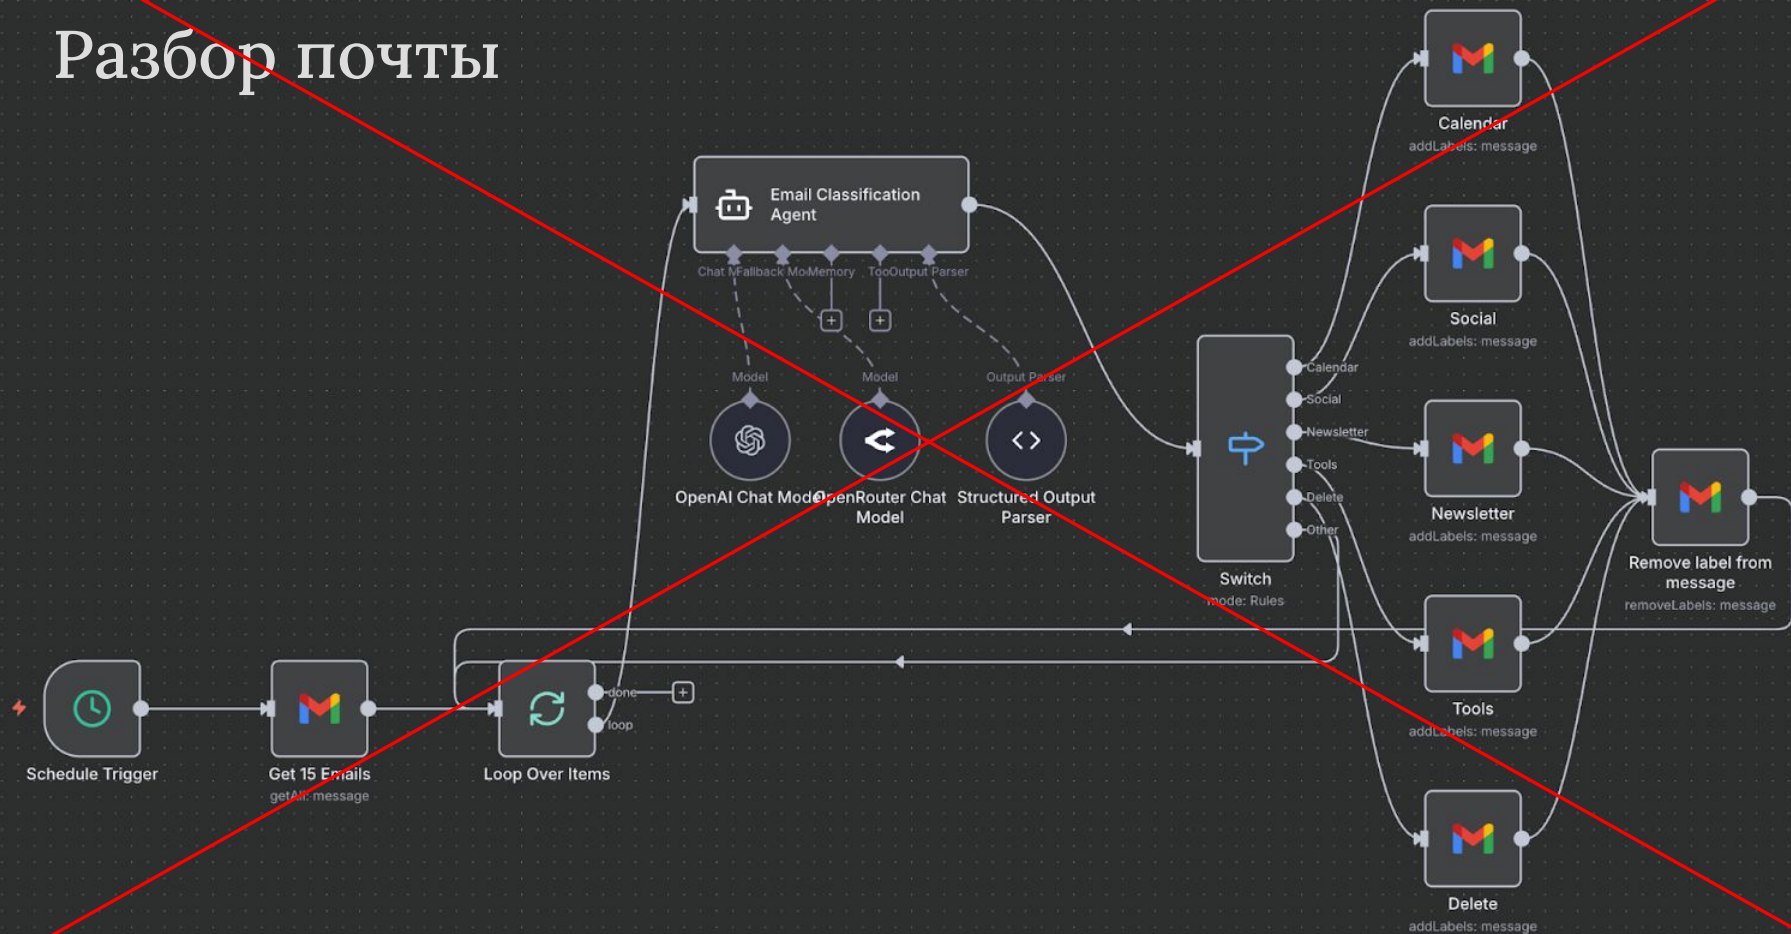 Разбор почты
Calendar
addLabels: message
Email Classification
Agent
Chat M
Fallback Mo
Memory
Too
Output Parser
Social
addLabels: message
Model
Model
Output Parser
Calendar
Social
Newsletter
Tools
Delete
Other
OpenAI Chat Model
OpenRouter Chat
Model
Structured Output
Parser
Newsletter
addLabels: message
Switch
mode: Rules
Remove label from
message
removeLabels: message
done
loop
Tools
addLabels: message
Schedule Trigger
Get 15 Emails
getAll: message
Loop Over Items
Delete
addLabels: message